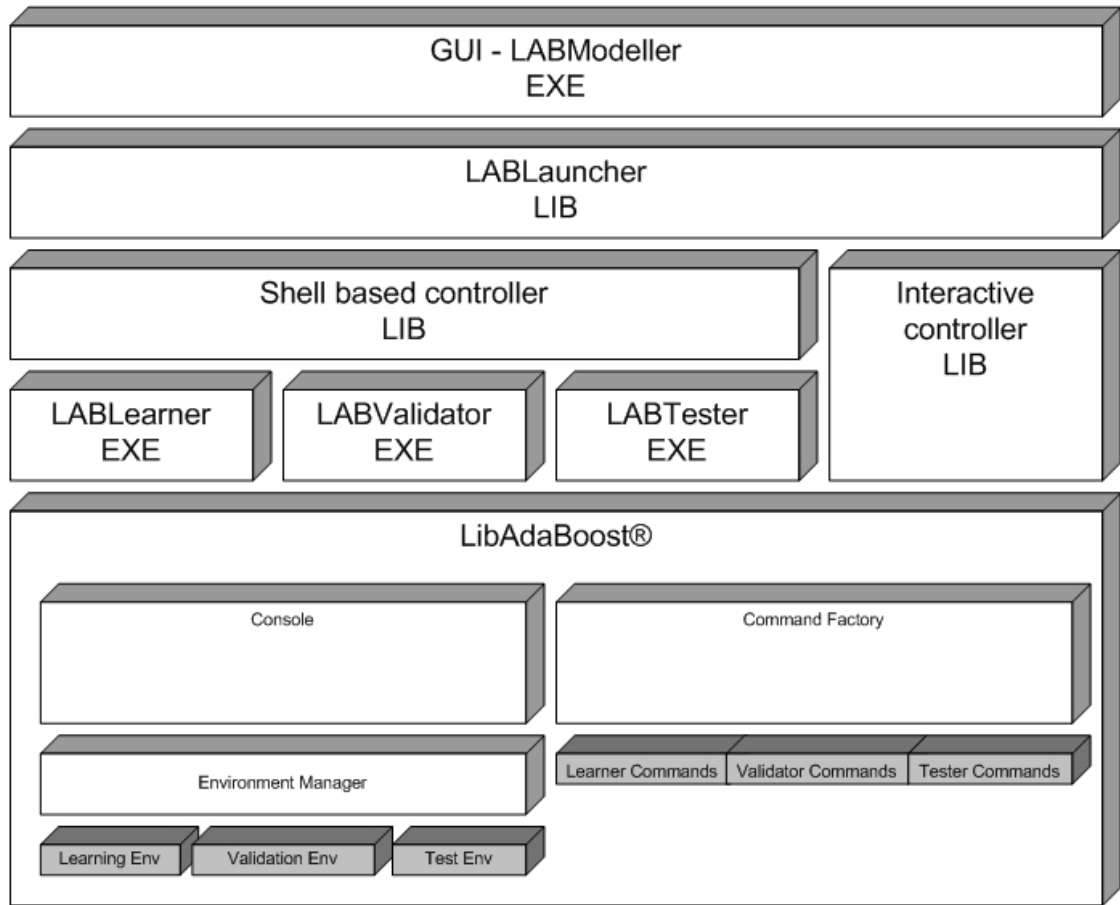 GUI - LABModeller
EXE
LABLauncher
LIB
Shell based controller
LIB
Interactive
controller
LIB
LABLearner
EXE
LABValidator
EXE
LABTester
EXE
LibAdaBoost®
Console
Command Factory
Environment Manager
Learner Commands
Validator Commands
Tester Commands
Learning Env
Validation Env
Test Env